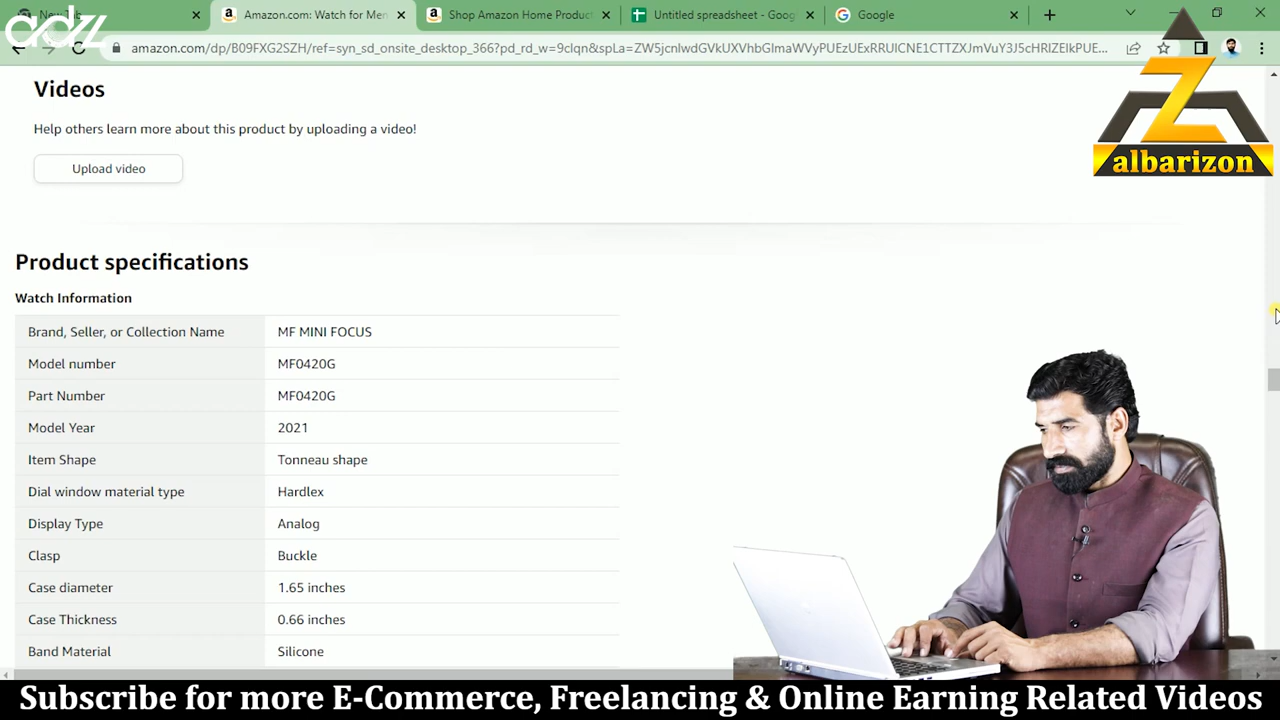 adzl
New Tab
Amazon.com: Watch for Men
Shop Amazon Home Product
Untitled spreadsheet - Goog
Google
amazon.com/dp/B09FXG2SZH/ref=syn_sd_onsite_desktop_366?pd_rd_w=9clqn&spLa=ZW5jcnlwdGVkUXVhbGlmaWVyPUEzUExRRUlCNE1CTTZXJmVuY3J5cHRlZElkPUE...
Z
albarizon
Videos
Help others learn more about this product by uploading a video!
Upload video
Product specifications
Watch Information
Brand, Seller, or Collection Name MF MINI FOCUS
Model number MF0420G
Part Number MF0420G
Model Year 2021
Item Shape Tonneau shape
Dial window material type Hardlex
Display Type Analog
Clasp Buckle
Case diameter 1.65 inches
Case Thickness 0.66 inches
Band Material Silicone
Subscribe for more E-Commerce, Freelancing & Online Earning Related Videos